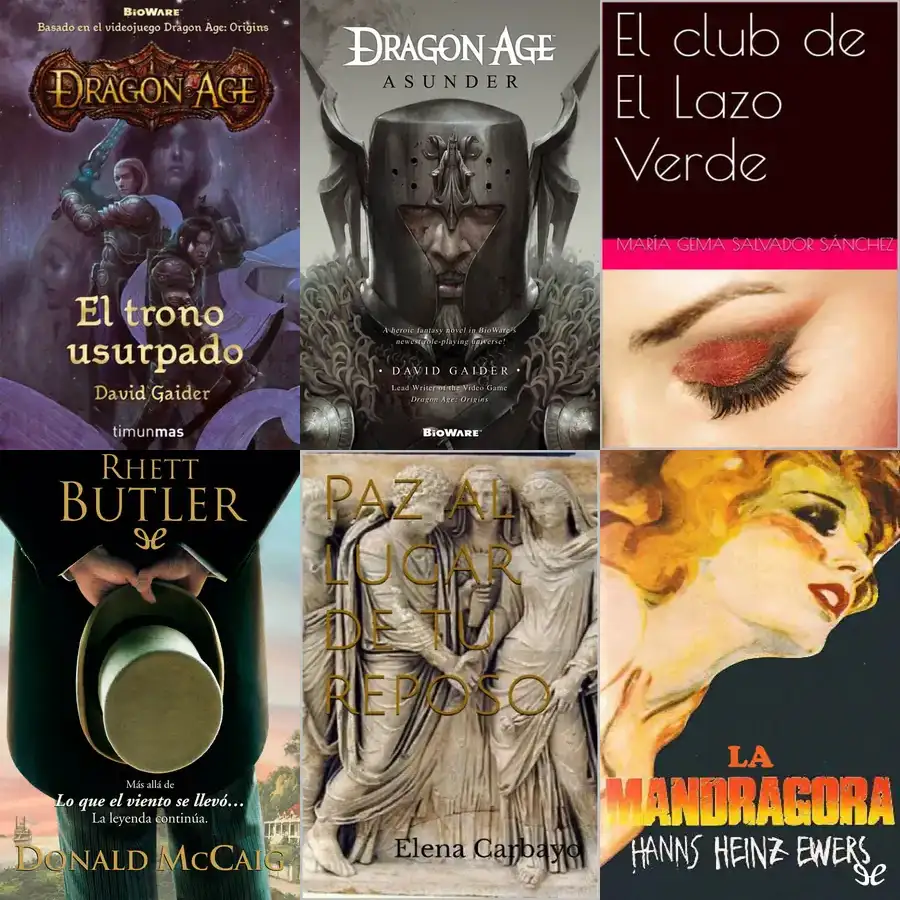 BIOWARE
Basado en el videojuego Dragon Age: Origins
DRAGON AGE
El trono
usurpado
David Gaider
timunmas
DRAGON AGE
ASUNDER
A heroic fantasy novel in BioWare's
newest role-playing universe!
• DAVID GAIDER •
Lead Writer of the Video Game
Dragon Age: Origins
BIOWARE
El club de
El Lazo
Verde
MARÍA GEMA SALVADOR SÁNCHEZ
RHETT
BUTLER
Más allá de
Lo que el viento se llevó...
La leyenda continúa.
DONALD MCCAIG
PAZ AL
LUGAR
DE TU
REPOSO
Elena Carbayo
LA
MANDRAGORA
HANNS HEINZ EWERS